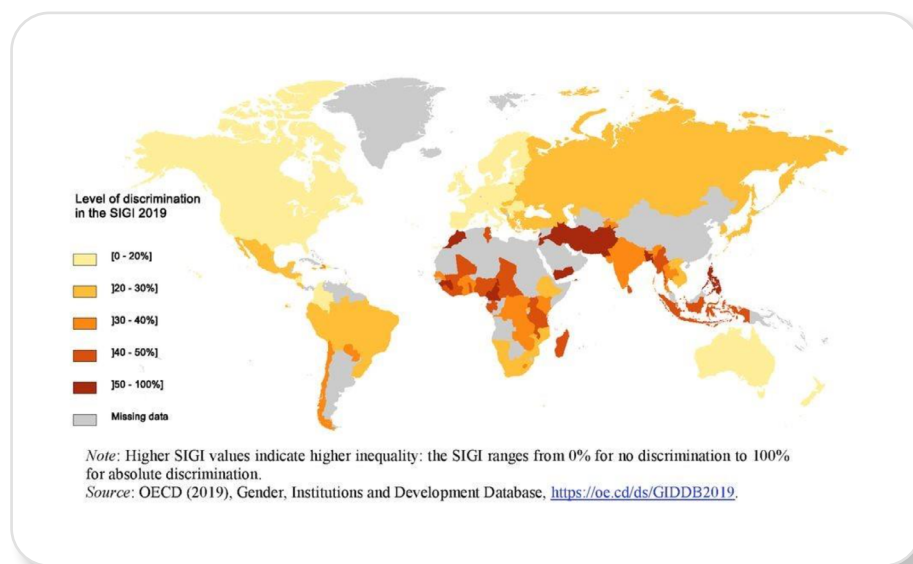 Level of discrimination
in the SIGI 2019
[0 - 20%]
]20 - 30%]
]30 - 40%]
]40 - 50%]
]50 - 100%]
Missing data
Note: Higher SIGI values indicate higher inequality: the SIGI ranges from 0% for no discrimination to 100%
for absolute discrimination.
Source: OECD (2019), Gender, Institutions and Development Database, https://oe.cd/ds/GIDDB2019.